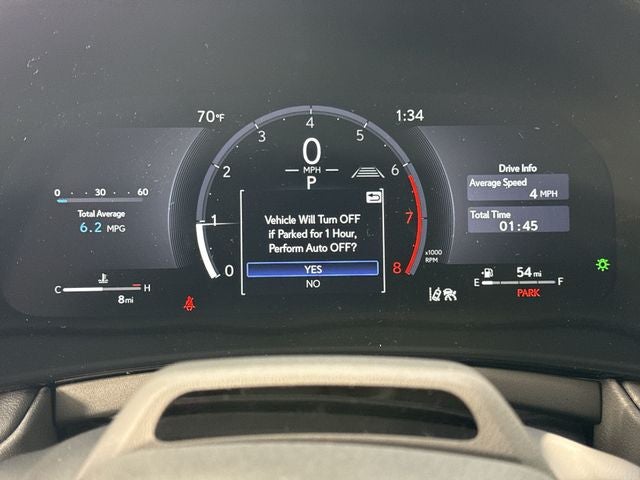 70°F
1:34
0 1 2 3 4 5 6 7 8
x1000
RPM
0
MPH
P
0 30 60
Total Average
6.2 MPG
C H
8 mi
Vehicle Will Turn OFF
if Parked for 1 Hour,
Perform Auto OFF?
YES
NO
Drive Info
Average Speed
4 MPH
Total Time
01:45
54 mi
E F
PARK